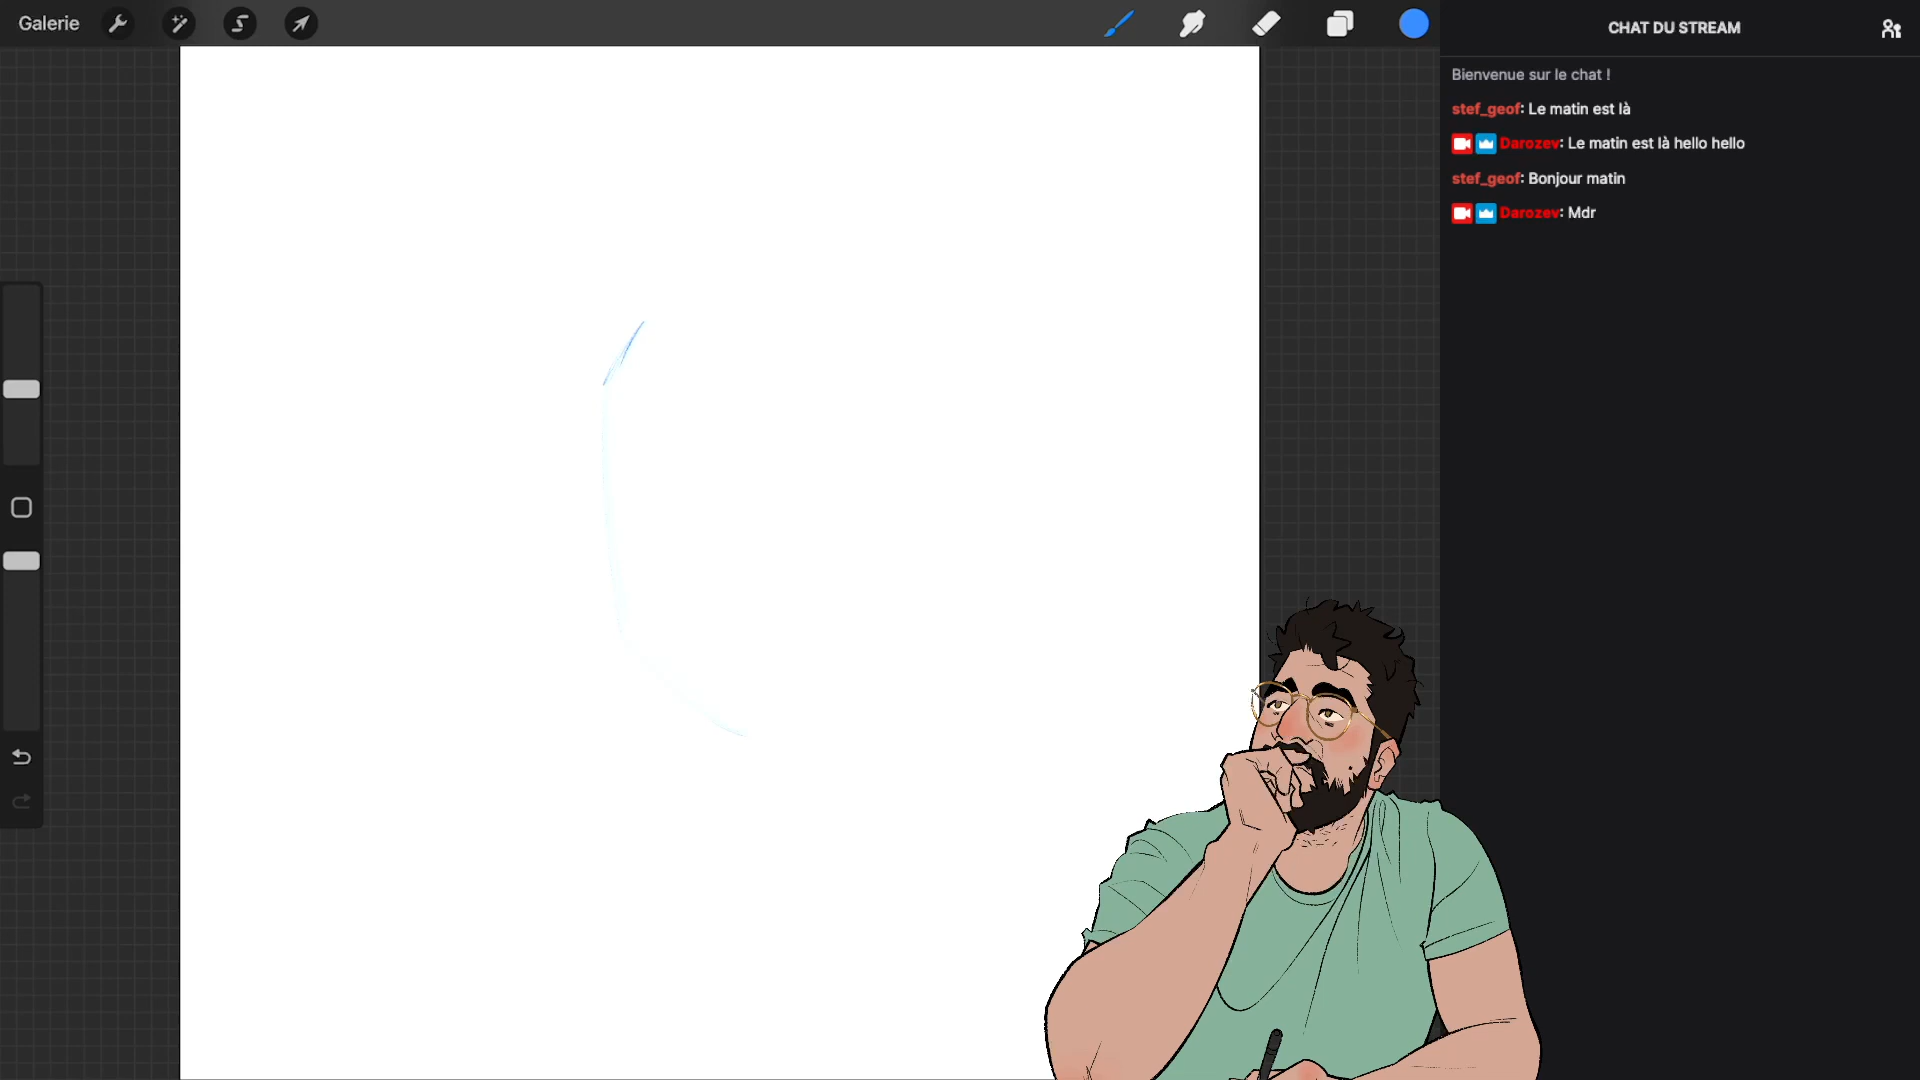 Galerie
CHAT DU STREAM
Bienvenue sur le chat !
stef_geof: Le matin est là
Darozev: Le matin est là hello hello
stef_geof: Bonjour matin
Darozev: Mdr